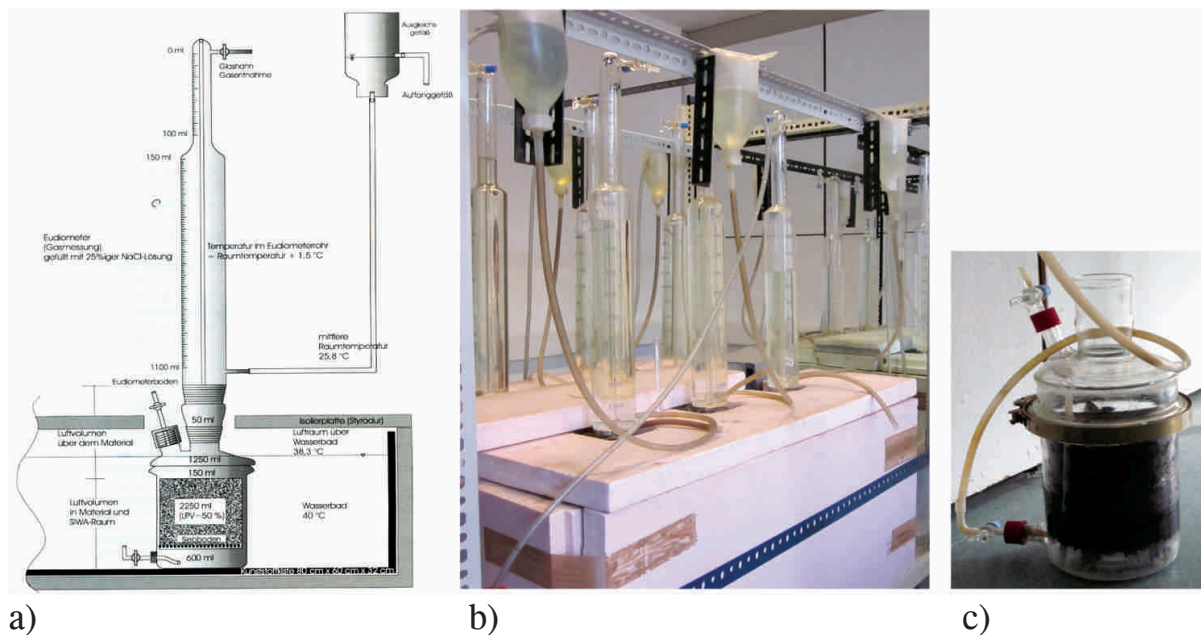 Ausgleichs-
gefäß
0 ml
Glashahn
Gasentnahme
Auffanggefäß
100 ml
150 ml
Eudiometer
(Gasmessung)
gefüllt mit 25%iger NaCl-Lösung
Temperatur im Eudiometerrohr
= Raumtemperatur + 1.5 °C
mittlere
Raumtemperatur
25,8 °C
1100 ml
Eudiometerboden
50 ml
Isolierplatte (Styrodur)
Luftvolumen
über dem Material
Luftraum über
Wasserbad
38,3 °C
1250 ml
150 ml
Luftvolumen
in Material und
SIWA-Raum
2250 ml
(LPV~50 %)
Wasserbad
40 °C
Siebboden
600 ml
Kunststoffkiste 80 cm x 60 cm x 32 cm
a)
b)
c)